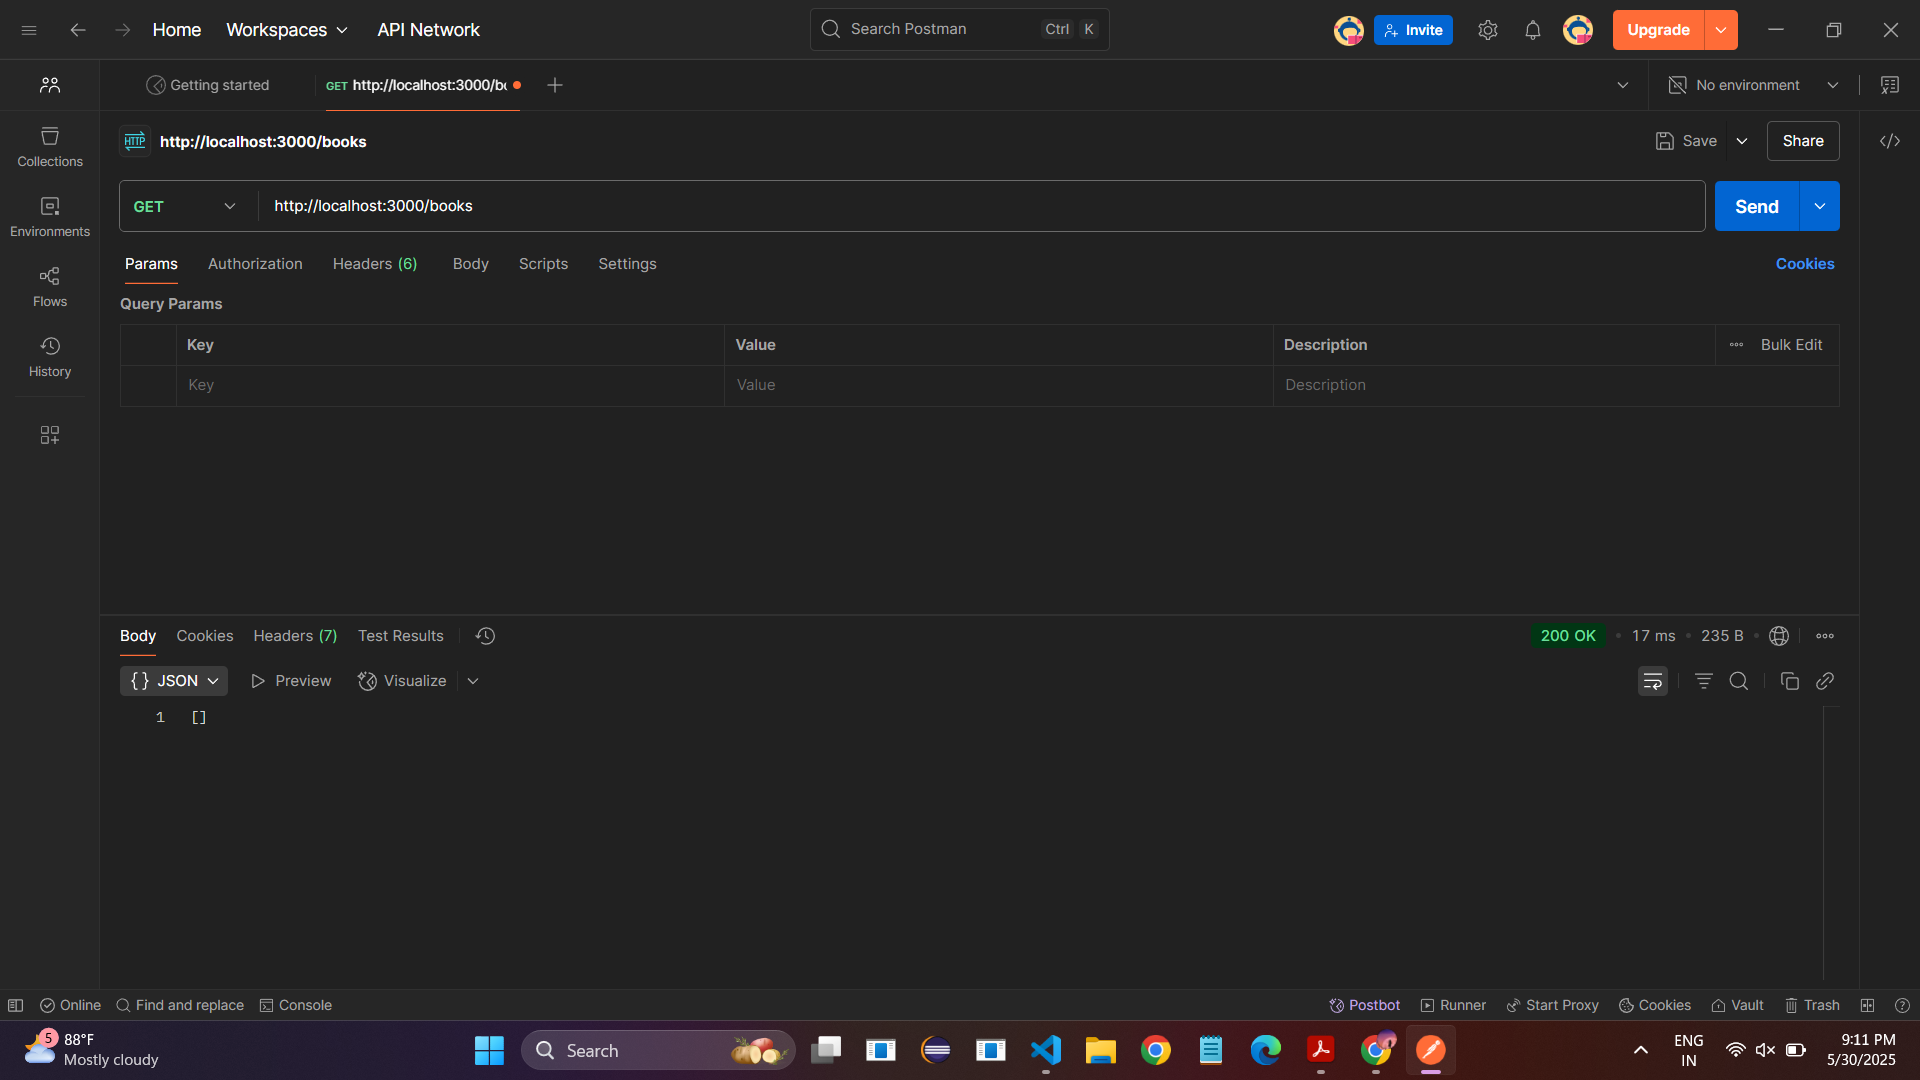 Home Workspaces API Network Search Postman Ctrl K Invite Upgrade
Getting started GET http://localhost:3000/b No environment
HTTP http://localhost:3000/books Save Share
Collections
GET http://localhost:3000/books Send
Environments
Params Authorization Headers (6) Body Scripts Settings Cookies
Flows
Query Params
Key Value Description Bulk Edit
Key Value Description
History
Body Cookies Headers (7) Test Results 200 OK • 17 ms • 235 B •
{} JSON Preview Visualize
1 []
Online Find and replace Console Postbot Runner Start Proxy Cookies Vault Trash
5 88°F
Mostly cloudy
Search
ENG
IN
9:11 PM
5/30/2025